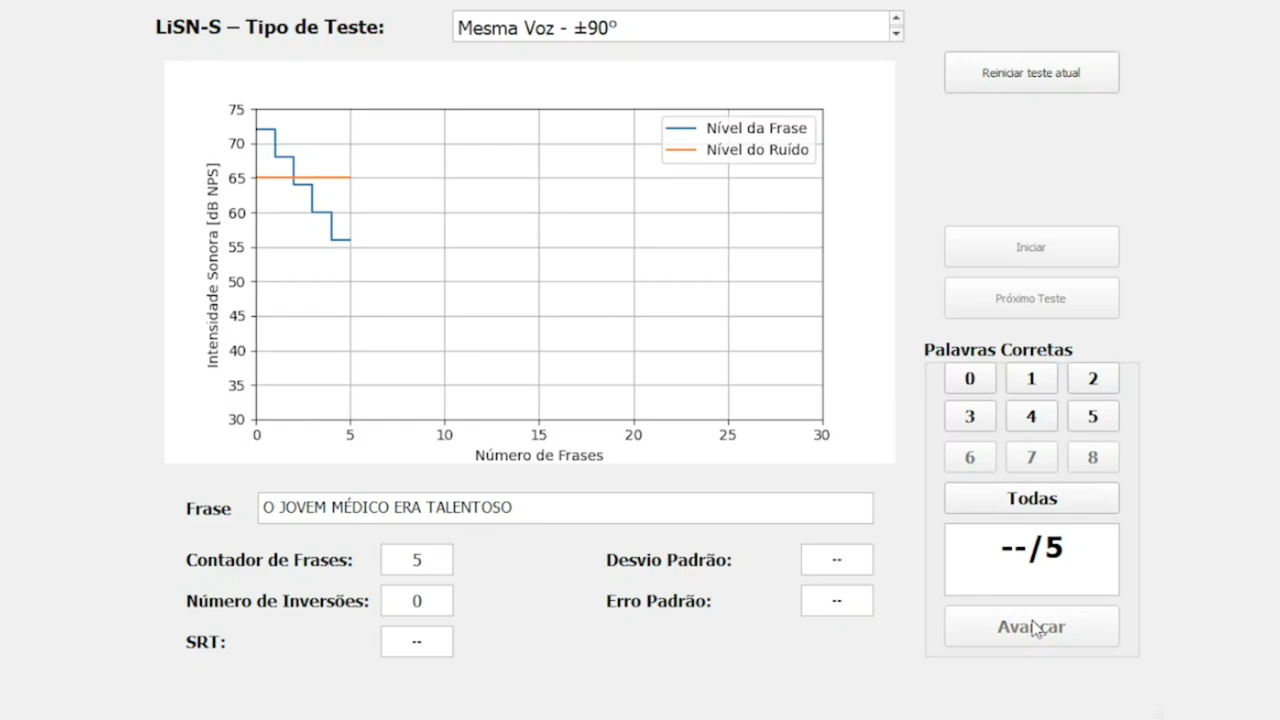 LiSN-S – Tipo de Teste:
Mesma Voz - ±90º
Reiniciar teste atual
75
70
65
60
55
50
45
40
35
30
Intensidade Sonora [dB NPS]
Nível da Frase
Nível do Ruído
0 5 10 15 20 25 30
Número de Frases
Iniciar
Próximo Teste
Palavras Corretas
0 1 2
3 4 5
6 7 8
Todas
--/5
Avançar
Frase O JOVEM MÉDICO ERA TALENTOSO
Contador de Frases: 5
Desvio Padrão: --
Número de Inversões: 0
Erro Padrão: --
SRT: --